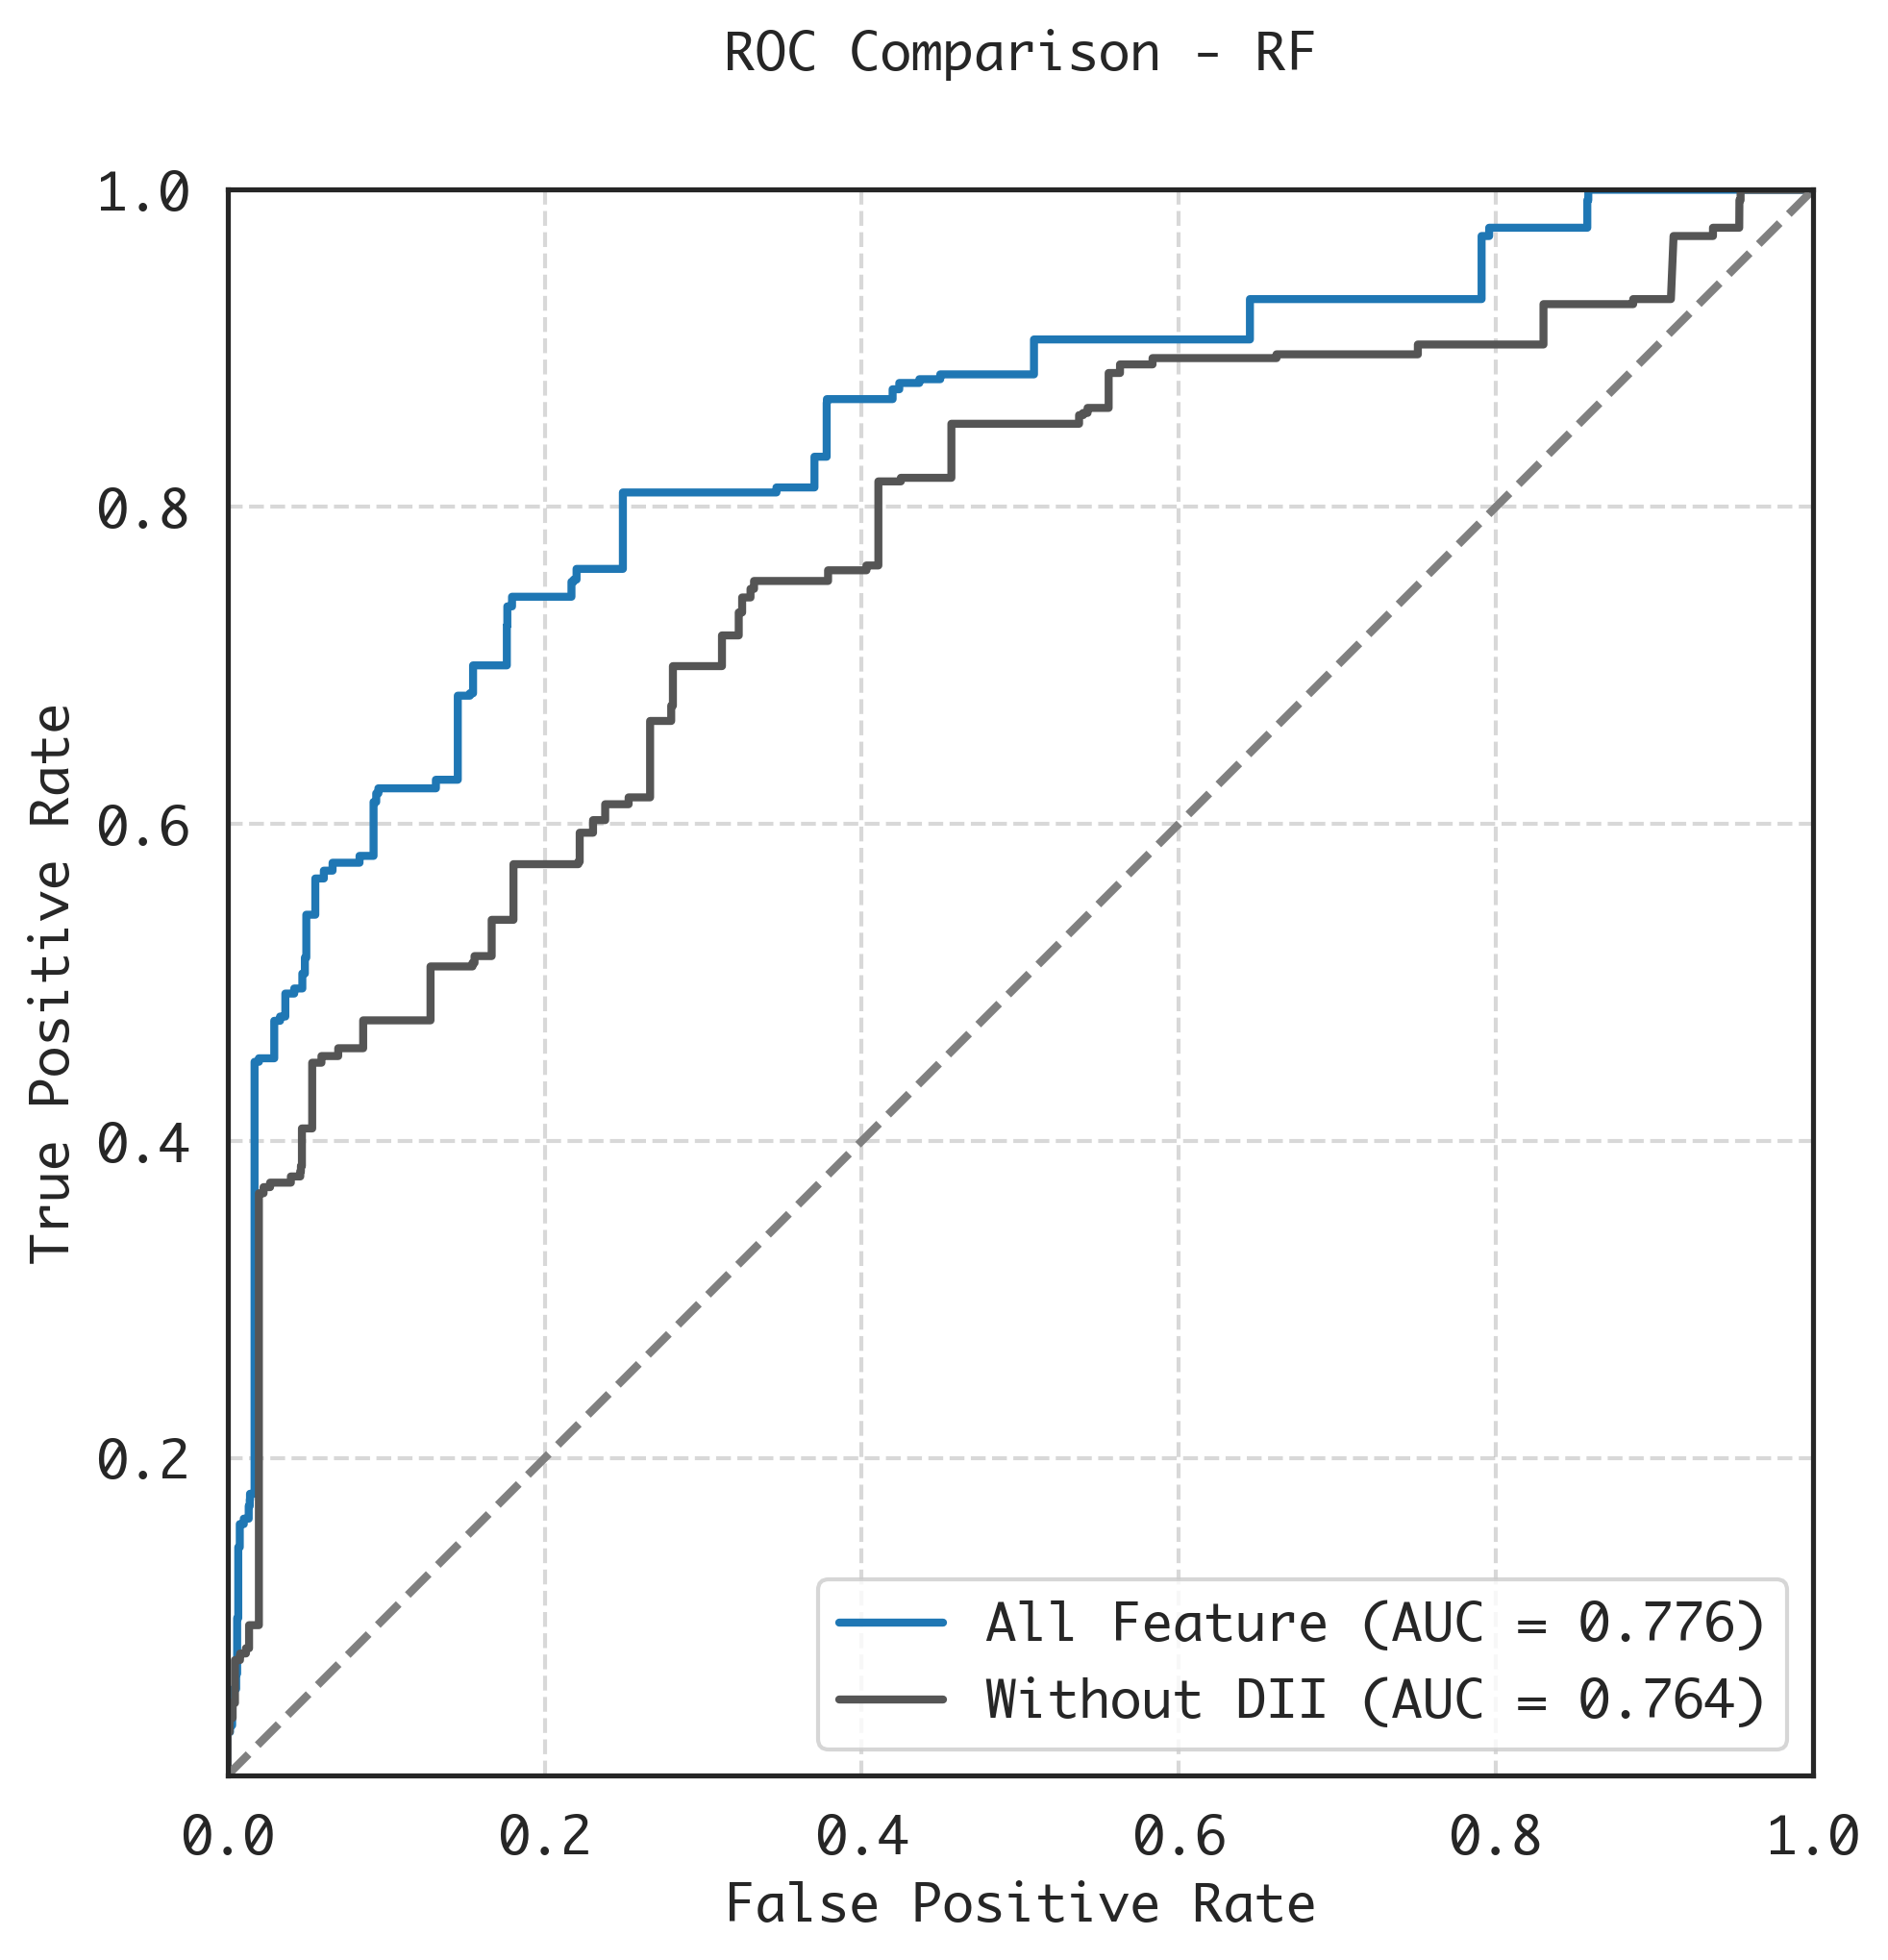 ROC Comparison - RF
1.0
0.8
0.6
0.4
0.2
True Positive Rate
All Feature (AUC = 0.776)
Without DII (AUC = 0.764)
0.0 0.2 0.4 0.6 0.8 1.0
False Positive Rate